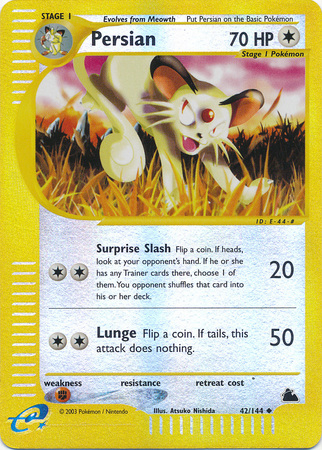 STAGE 1
Evolves from Meowth
Put Persian on the Basic Pokémon
Persian
70 HP
Stage 1 Pokémon
ID: E-44-#
Surprise Slash Flip a coin. If heads,
look at your opponent's hand. If he or she
has any Trainer cards there, choose 1 of
them. You opponent shuffles that card into
his or her deck.
20
Lunge Flip a coin. If tails, this
attack does nothing.
50
weakness
resistance
retreat cost
© 2003 Pokémon / Nintendo
Illus. Atsuko Nishida
42/144 ◆
e